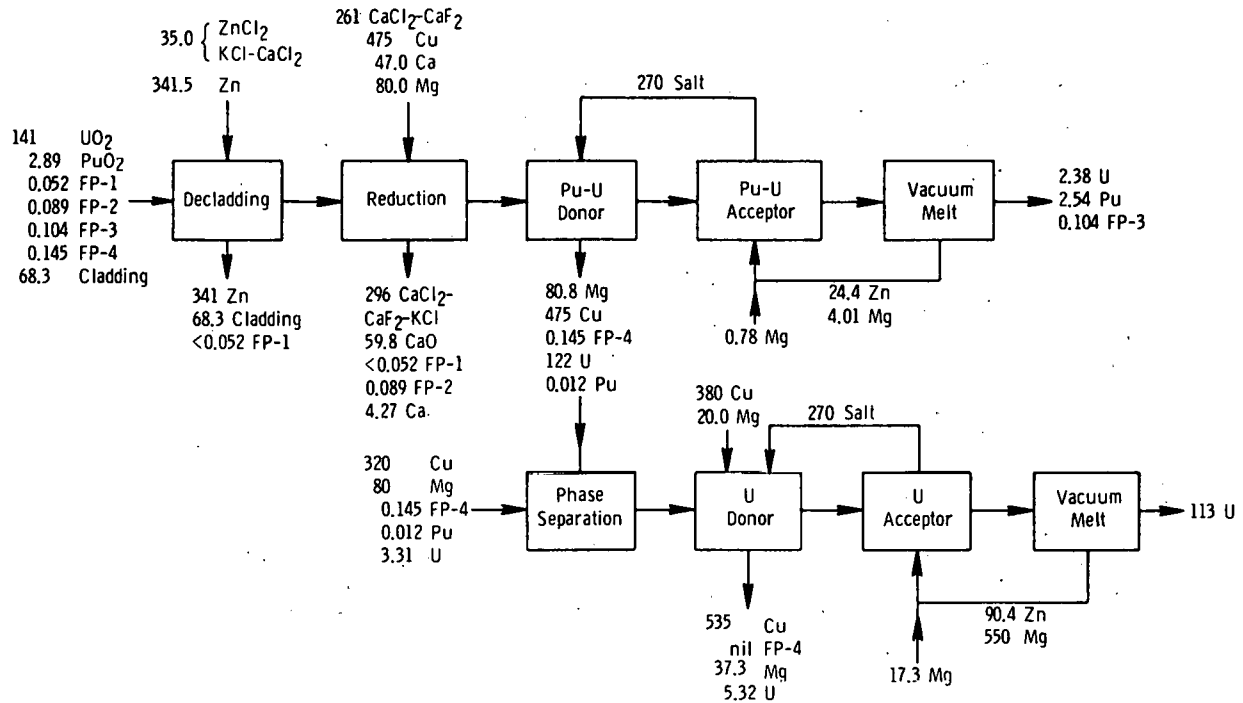 35.0 { ZnCl2
KCl-CaCl2
341.5 Zn
261 CaCl2-CaF2
475 Cu
47.0 Ca
80.0 Mg
270 Salt
141 UO2
2.89 PuO2
0.052 FP-1
0.089 FP-2
0.104 FP-3
0.145 FP-4
68.3 Cladding
Decladding
Reduction
Pu-U
Donor
Pu-U
Acceptor
Vacuum
Melt
2.38 U
2.54 Pu
0.104 FP-3
341 Zn
68.3 Cladding
<0.052 FP-1
296 CaCl2-
CaF2-KCl
59.8 CaO
<0.052 FP-1
0.089 FP-2
4.27 Ca
80.8 Mg
475 Cu
0.145 FP-4
122 U
0.012 Pu
24.4 Zn
4.01 Mg
0.78 Mg
380 Cu
20.0 Mg
270 Salt
320 Cu
80 Mg
0.145 FP-4
0.012 Pu
3.31 U
Phase
Separation
U
Donor
U
Acceptor
Vacuum
Melt
113 U
535 Cu
nil FP-4
37.3 Mg
5.32 U
90.4 Zn
550 Mg
17.3 Mg